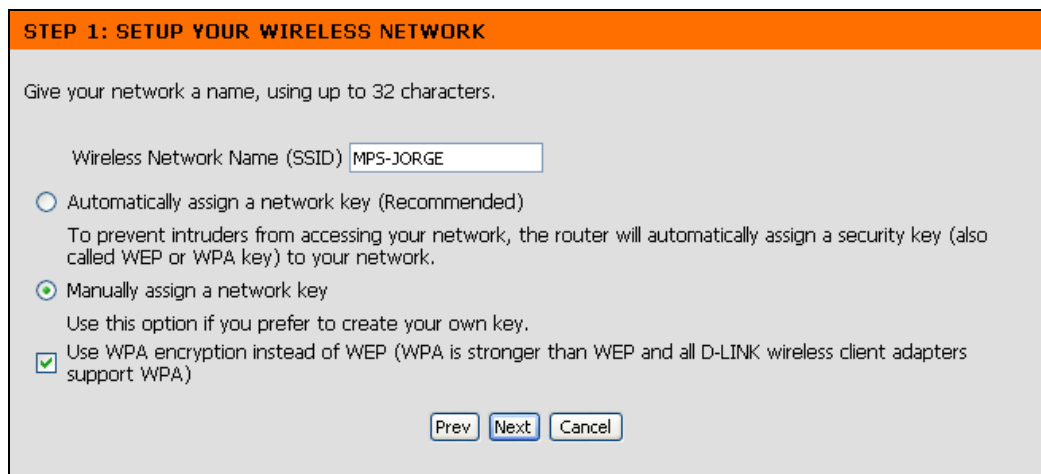 STEP 1: SETUP YOUR WIRELESS NETWORK
Give your network a name, using up to 32 characters.
Wireless Network Name (SSID) MPS-JORGE
Automatically assign a network key (Recommended)
To prevent intruders from accessing your network, the router will automatically assign a security key (also
called WEP or WPA key) to your network.
Manually assign a network key
Use this option if you prefer to create your own key.
Use WPA encryption instead of WEP (WPA is stronger than WEP and all D-LINK wireless client adapters
support WPA)
Prev Next Cancel